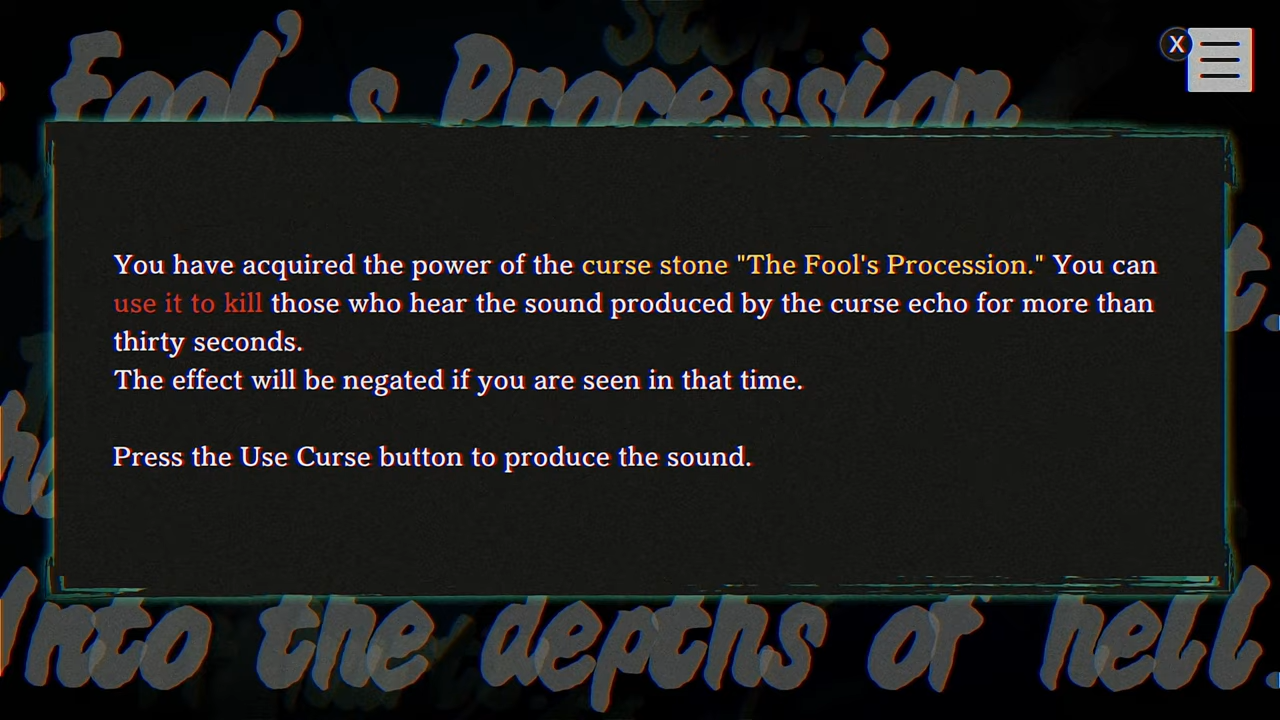 Stop.
Fool's Procession
X
You have acquired the power of the curse stone "The Fool's Procession." You can
use it to kill those who hear the sound produced by the curse echo for more than
thirty seconds.
The effect will be negated if you are seen in that time.
Press the Use Curse button to produce the sound.
Into the depths of hell.